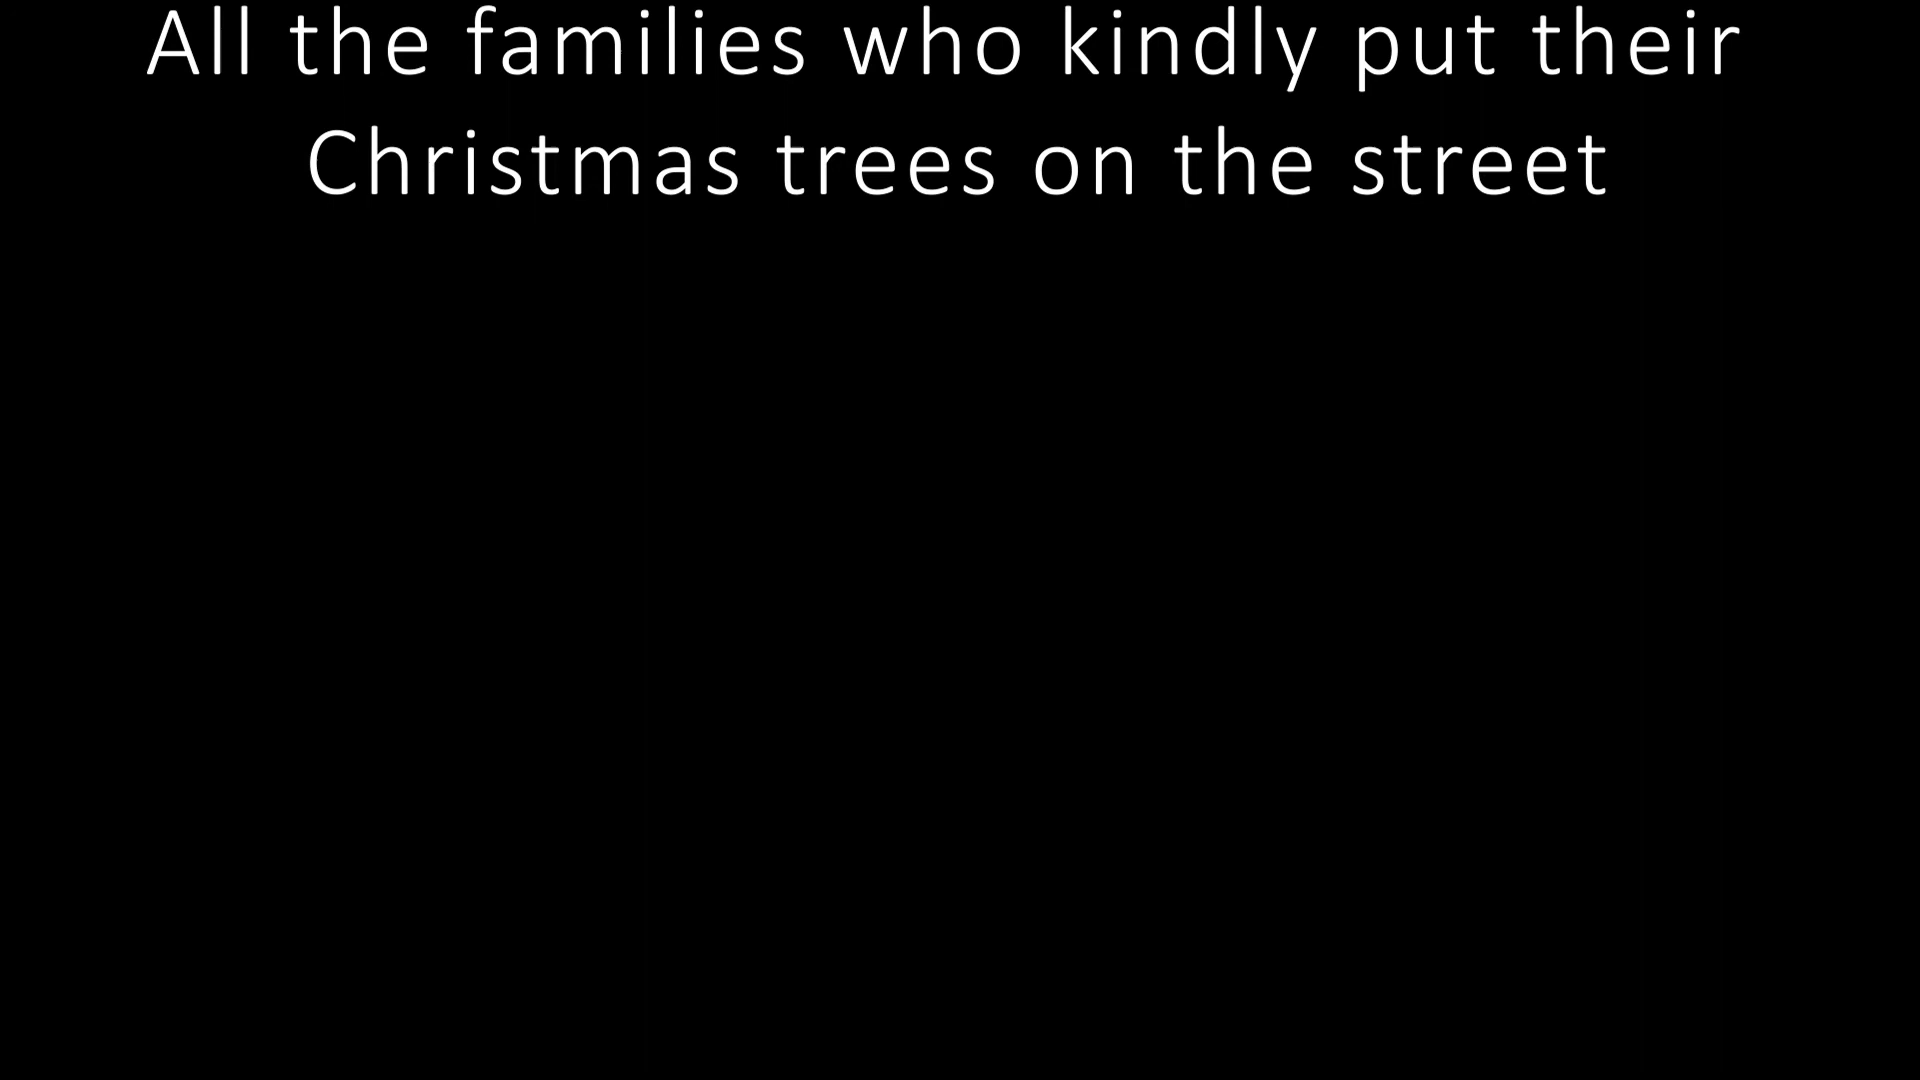 All the families who kindly put their
Christmas trees on the street